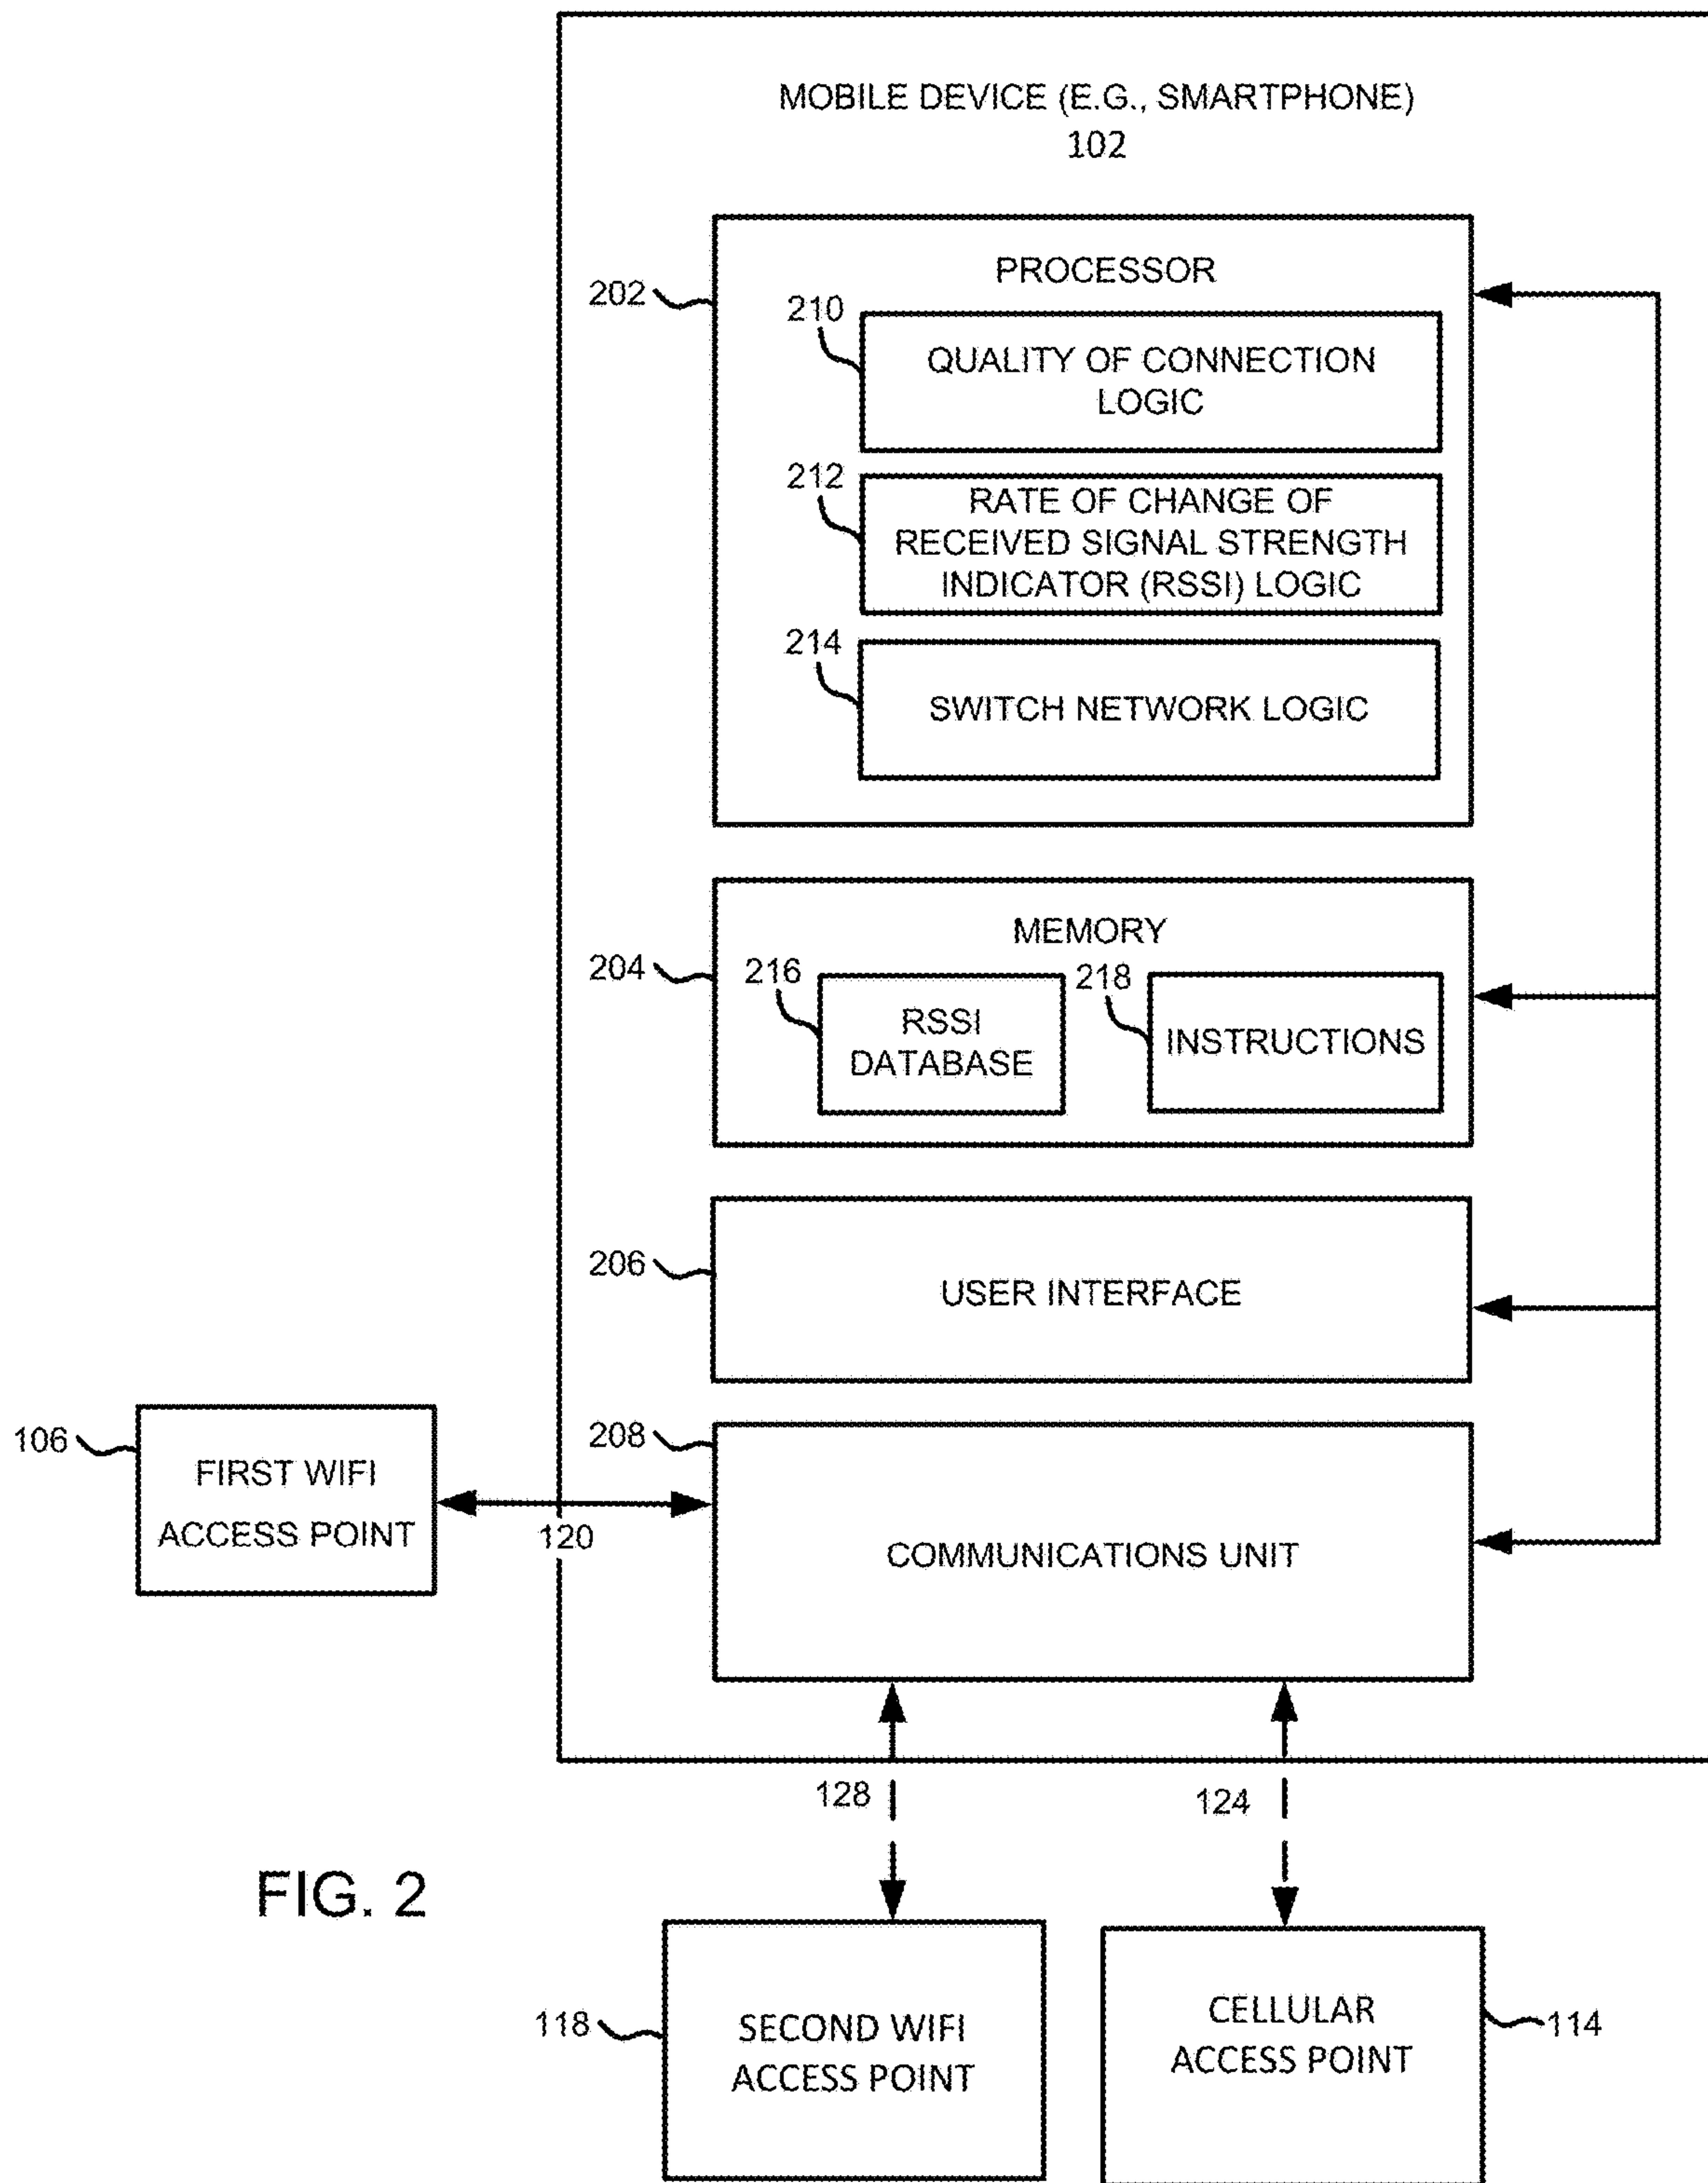 MOBILE DEVICE (E.G., SMARTPHONE)
102
PROCESSOR
202
210
QUALITY OF CONNECTION
LOGIC
212
RATE OF CHANGE OF
RECEIVED SIGNAL STRENGTH
INDICATOR (RSSI) LOGIC
214
SWITCH NETWORK LOGIC
MEMORY
204
216
RSSI
DATABASE
218
INSTRUCTIONS
206
USER INTERFACE
208
COMMUNICATIONS UNIT
106
FIRST WIFI
ACCESS POINT
120
128
124
FIG. 2
118
SECOND WIFI
ACCESS POINT
CELLULAR
ACCESS POINT
114